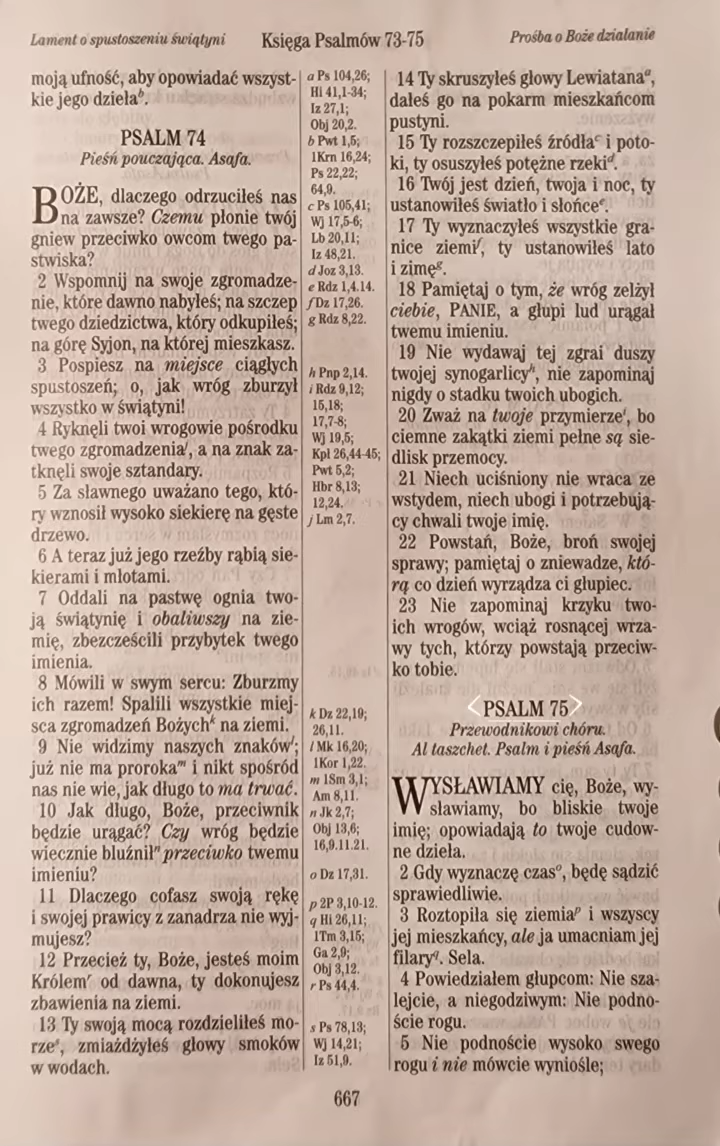 Lament o spustoszeniu świątyni
Księga Psalmów 73-75
Prośba o Boże działanie
moją ufność, aby opowiadać wszyst-
kie jego dzieła^b.
PSALM 74
Pieśń pouczająca. Asafa.
BOŻE, dlaczego odrzuciłeś nas
na zawsze? Czemu płonie twój
gniew przeciwko owcom twego pa-
stwiska?
2 Wspomnij na swoje zgromadze-
nie, które dawno nabyłeś; na szczep
twego dziedzictwa, który odkupiłeś;
na górę Syjon, na której mieszkasz.
3 Pospiesz na miejsce ciągłych
spustoszeń; o, jak wróg zburzył
wszystko w świątyni!
4 Ryknęli twoi wrogowie pośrodku
twego zgromadzenia^i, a na znak za-
tknęli swoje sztandary.
5 Za sławnego uważano tego, któ-
ry wznosił wysoko siekierę na gęste
drzewo.
6 A teraz już jego rzeźby rąbią sie-
kierami i młotami.
7 Oddali na pastwę ognia two-
ją świątynię i obaliwszy na zie-
mię, zbezcześcili przybytek twego
imienia.
8 Mówili w swym sercu: Zburzmy
ich razem! Spalili wszystkie miej-
sca zgromadzeń Bożych^k na ziemi.
9 Nie widzimy naszych znaków^l;
już nie ma proroka^m i nikt spośród
nas nie wie, jak długo to ma trwać.
10 Jak długo, Boże, przeciwnik
będzie urągać? Czy wróg będzie
wiecznie bluźnił^n przeciwko twemu
imieniu?
11 Dlaczego cofasz swoją rękę
i swojej prawicy z zanadrza nie wyj-
mujesz?
12 Przecież ty, Boże, jesteś moim
Królem^r od dawna, ty dokonujesz
zbawienia na ziemi.
13 Ty swoją mocą rozdzieliłeś mo-
rze^s, zmiażdżyłeś głowy smoków
w wodach.
a Ps 104,26;
Hi 41,1-34;
Iz 27,1;
Obj 20,2.
b Pwt 1,5;
1Krn 16,24;
Ps 22,22;
64,9.
c Ps 105,41;
Wj 17,5-6;
Lb 20,11;
Iz 48,21.
d Joz 3,13.
e Rdz 1,4.14.
f Dz 17,26.
g Rdz 8,22.
h Pnp 2,14.
i Rdz 9,12;
15,18;
17,7-8;
Wj 19,5;
Kpł 26,44-45;
Pwt 5,2;
Hbr 8,13;
12,24.
j Lm 2,7.
k Dz 22,19;
26,11.
l Mk 16,20;
1Kor 1,22.
m 1Sm 3,1;
Am 8,11.
n Jk 2,7;
Obj 13,6;
16,9.11.21.
o Dz 17,31.
p 2P 3,10-12.
q Hi 26,11;
1Tm 3,15;
Ga 2,9;
Obj 3,12.
r Ps 44,4.
s Ps 78,13;
Wj 14,21;
Iz 51,9.
14 Ty skruszyłeś głowy Lewiatana^a,
dałeś go na pokarm mieszkańcom
pustyni.
15 Ty rozszczepiłeś źródła^c i poto-
ki, ty osuszyłeś potężne rzeki^d.
16 Twój jest dzień, twoja i noc, ty
ustanowiłeś światło i słońce^e.
17 Ty wyznaczyłeś wszystkie gra-
nice ziemi^f, ty ustanowiłeś lato
i zimę^g.
18 Pamiętaj o tym, że wróg zelżył
ciebie, PANIE, a głupi lud urągał
twemu imieniu.
19 Nie wydawaj tej zgrai duszy
twojej synogarlicy^h, nie zapominaj
nigdy o stadku twoich ubogich.
20 Zważ na twoje przymierze^i, bo
ciemne zakątki ziemi pełne są sie-
dlisk przemocy.
21 Niech uciśniony nie wraca ze
wstydem, niech ubogi i potrzebują-
cy chwali twoje imię.
22 Powstań, Boże, broń swojej
sprawy; pamiętaj o zniewadze, któ-
rą co dzień wyrządza ci głupiec.
23 Nie zapominaj krzyku two-
ich wrogów, wciąż rosnącej wrza-
wy tych, którzy powstają przeciw-
ko tobie.
PSALM 75
Przewodnikowi chóru.
Al taszchet. Psalm i pieśń Asafa.
WYSŁAWIAMY cię, Boże, wy-
sławiamy, bo bliskie twoje
imię; opowiadają to twoje cudow-
ne dzieła.
2 Gdy wyznaczę czas^o, będę sądzić
sprawiedliwie.
3 Roztopiła się ziemia^p i wszyscy
jej mieszkańcy, ale ja umacniam jej
filary^q. Sela.
4 Powiedziałem głupcom: Nie sza-
lejcie, a niegodziwym: Nie podno-
ście rogu.
5 Nie podnoście wysoko swego
rogu i nie mówcie wyniośle;
667